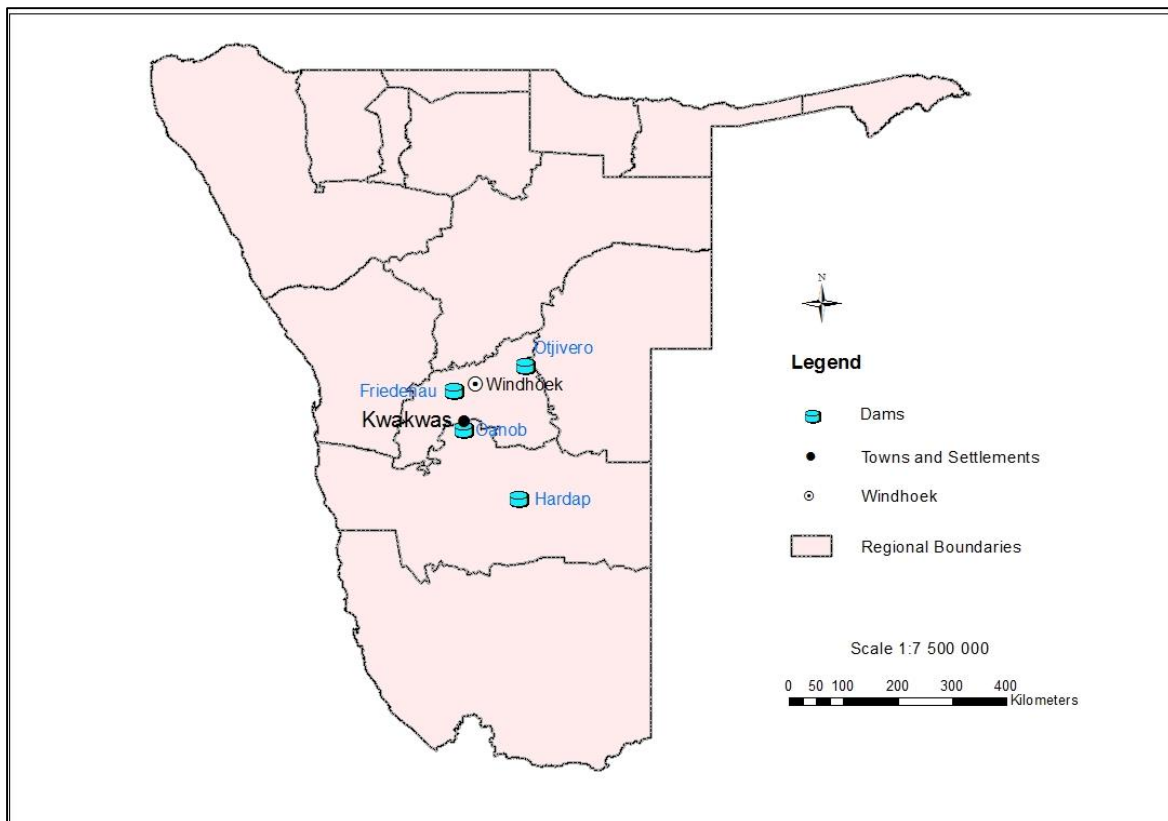 N
Otjivero
Windhoek
Friedenau
Kwakwas
Oanob
Hardap
Legend
Dams
Towns and Settlements
Windhoek
Regional Boundaries
Scale 1:7 500 000
0 50 100 200 300 400
Kilometers